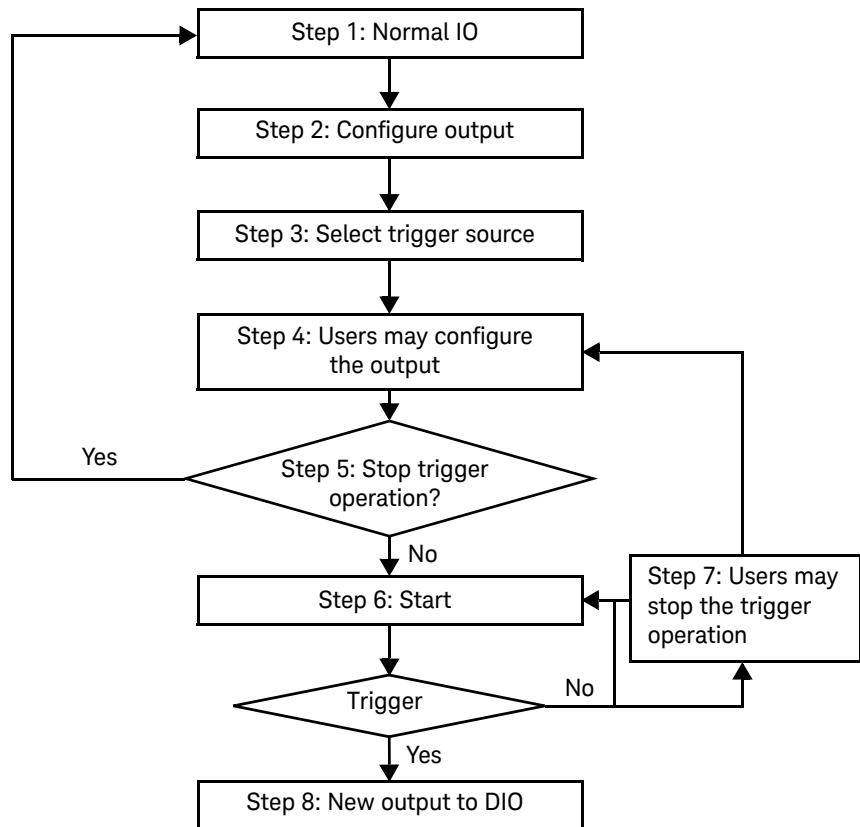 Step 1: Normal IO
Step 2: Configure output
Step 3: Select trigger source
Step 4: Users may configure
the output
Yes
Step 5: Stop trigger
operation?
No
Step 6: Start
Step 7: Users may
stop the trigger
operation
Trigger
No
Yes
Step 8: New output to DIO